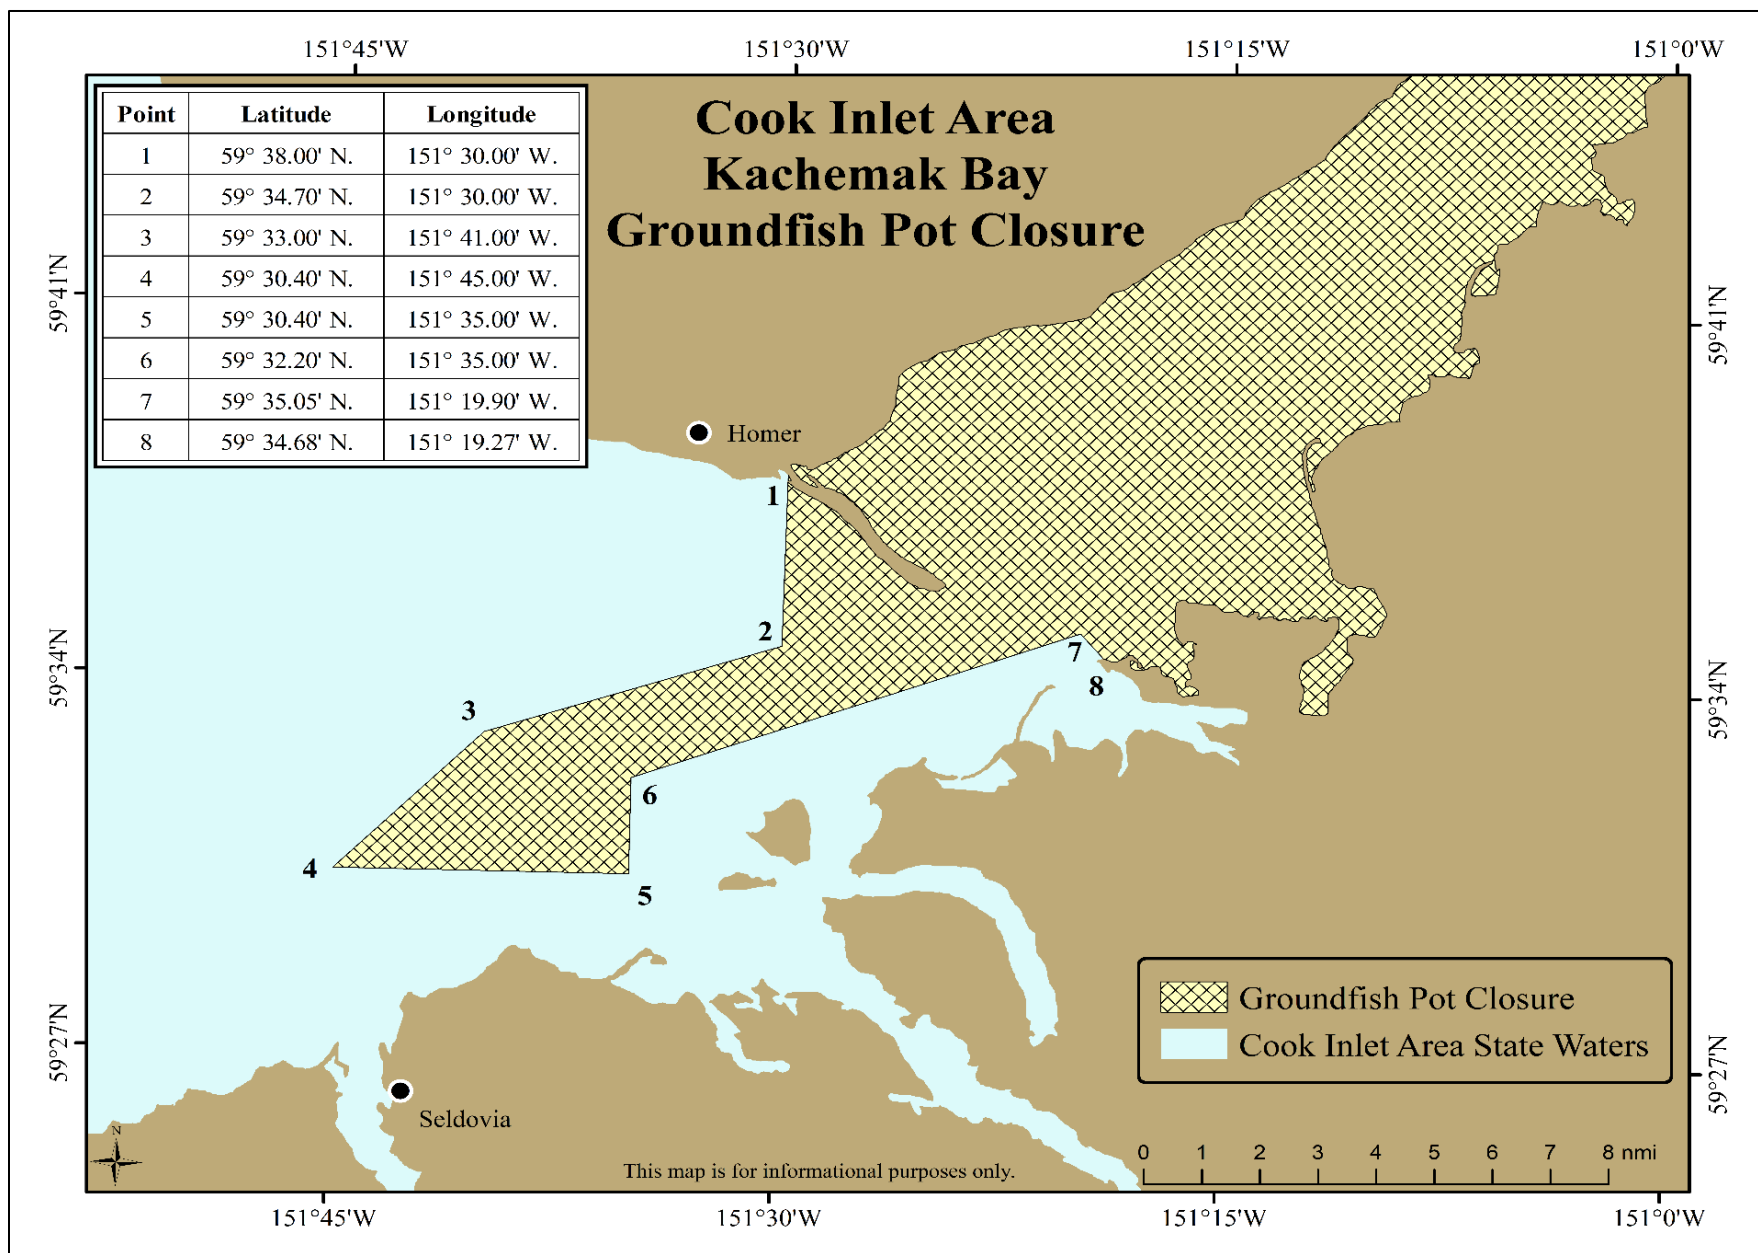 151°45'W 151°30'W 151°15'W 151°0'W
Cook Inlet Area
Kachemak Bay
Groundfish Pot Closure
Point Latitude Longitude
1 59° 38.00' N. 151° 30.00' W.
2 59° 34.70' N. 151° 30.00' W.
3 59° 33.00' N. 151° 41.00' W.
4 59° 30.40' N. 151° 45.00' W.
5 59° 30.40' N. 151° 35.00' W.
6 59° 32.20' N. 151° 35.00' W.
7 59° 35.05' N. 151° 19.90' W.
8 59° 34.68' N. 151° 19.27' W.
59°41'N
59°41'N
Homer
1
2
7
8
59°34'N
59°34'N
3
6
4
5
Groundfish Pot Closure
Cook Inlet Area State Waters
59°27'N
59°27'N
Seldovia
N
0 1 2 3 4 5 6 7 8 nmi
This map is for informational purposes only.
151°45'W 151°30'W 151°15'W 151°0'W